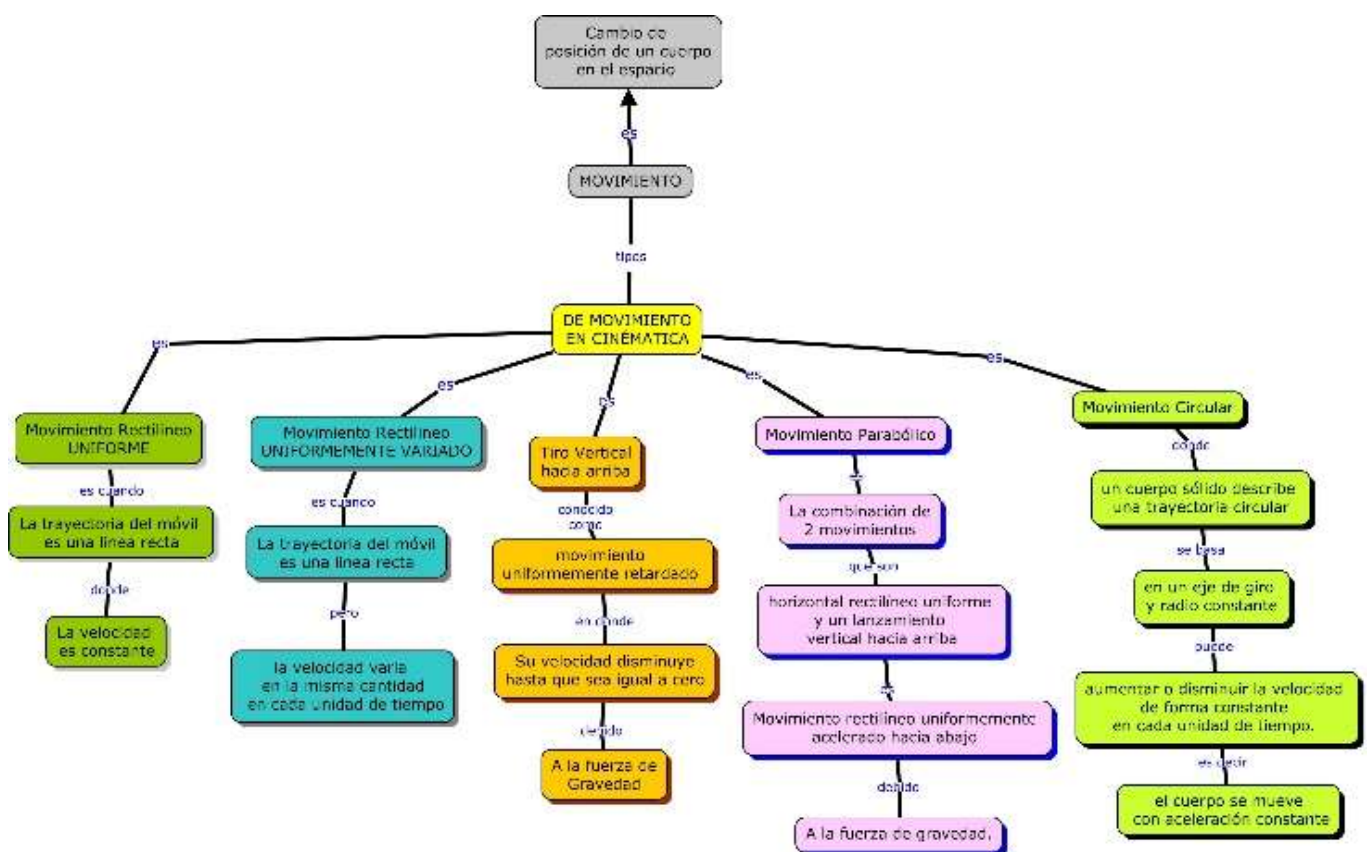 Cambio de
posición de un cuerpo
en el espacio
es
MOVIMIENTO
tipos
DE MOVIMIENTO
EN CINÉMATICA
es
es
es
es
es
Movimiento Rectilineo
UNIFORME
es cuando
La trayectoria del móvil
es una linea recta
donde
La velocidad
es constante
Movimiento Rectilineo
UNIFORMEMENTE VARIADO
es cuando
La trayectoria del móvil
es una linea recta
pero
la velocidad varia
en la misma cantidad
en cada unidad de tiempo
Tiro Vertical
hacia arriba
conocido
como
movimiento
uniformemente retardado
en donde
Su velocidad disminuye
hasta que sea igual a cero
debido
A la fuerza de
Gravedad
Movimiento Parabólico
es
La combinación de
2 movimientos
que son
horizontal rectilíneo uniforme
y un lanzamiento
vertical hacia arriba
es
Movimiento rectilineo uniformemente
acelerado hacia abajo
debido
A la fuerza de gravedad.
Movimiento Circular
donde
un cuerpo sólido describe
una trayectoria circular
se basa
en un eje de giro
y radio constante
puede
aumentar o disminuir la velocidad
de forma constante
en cada unidad de tiempo.
es decir
el cuerpo se mueve
con aceleración constante